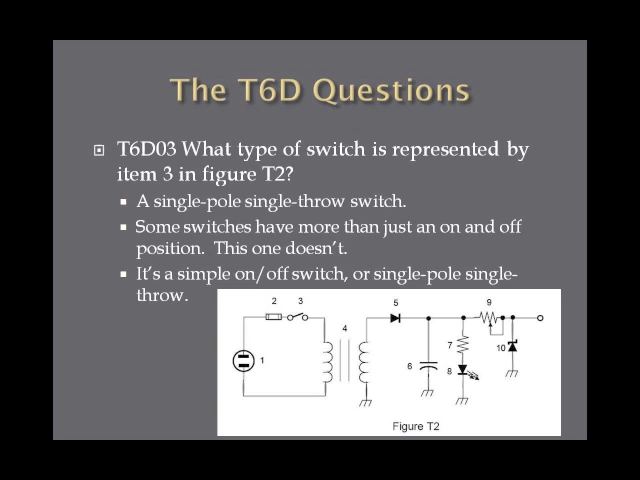 The T6D Questions
T6D03 What type of switch is represented by
item 3 in figure T2?
A single-pole single-throw switch.
Some switches have more than just an on and off
position. This one doesn't.
It's a simple on/off switch, or single-pole single-
throw.
2 3 5 9
4
1 6 7 8 10
Figure T2